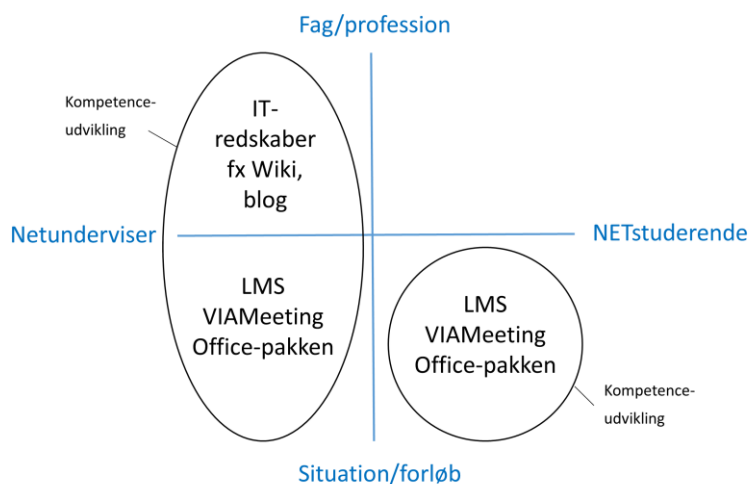 Fag/profession
Kompetence-
udvikling
IT-
redskaber
fx Wiki,
blog
Netunderviser
NETstuderende
LMS
VIAMeeting
Office-pakken
LMS
VIAMeeting
Office-pakken
Kompetence-
udvikling
Situation/forløb